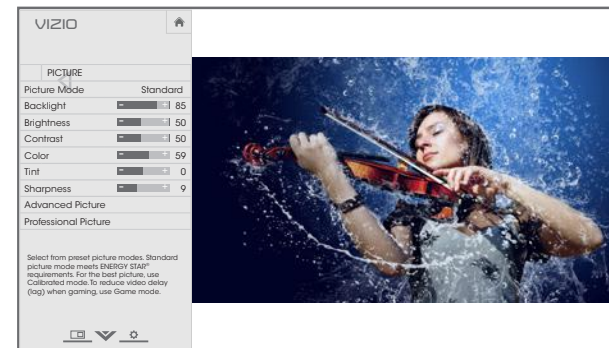 VIZIO
PICTURE
Picture Mode Standard
Backlight 85
Brightness 50
Contrast 50
Color 59
Tint 0
Sharpness 9
Advanced Picture
Professional Picture
Select from preset picture modes. Standard
picture mode meets ENERGY STAR®
requirements. For the best picture, use
Calibrated mode. To reduce video delay
(lag) when gaming, use Game mode.